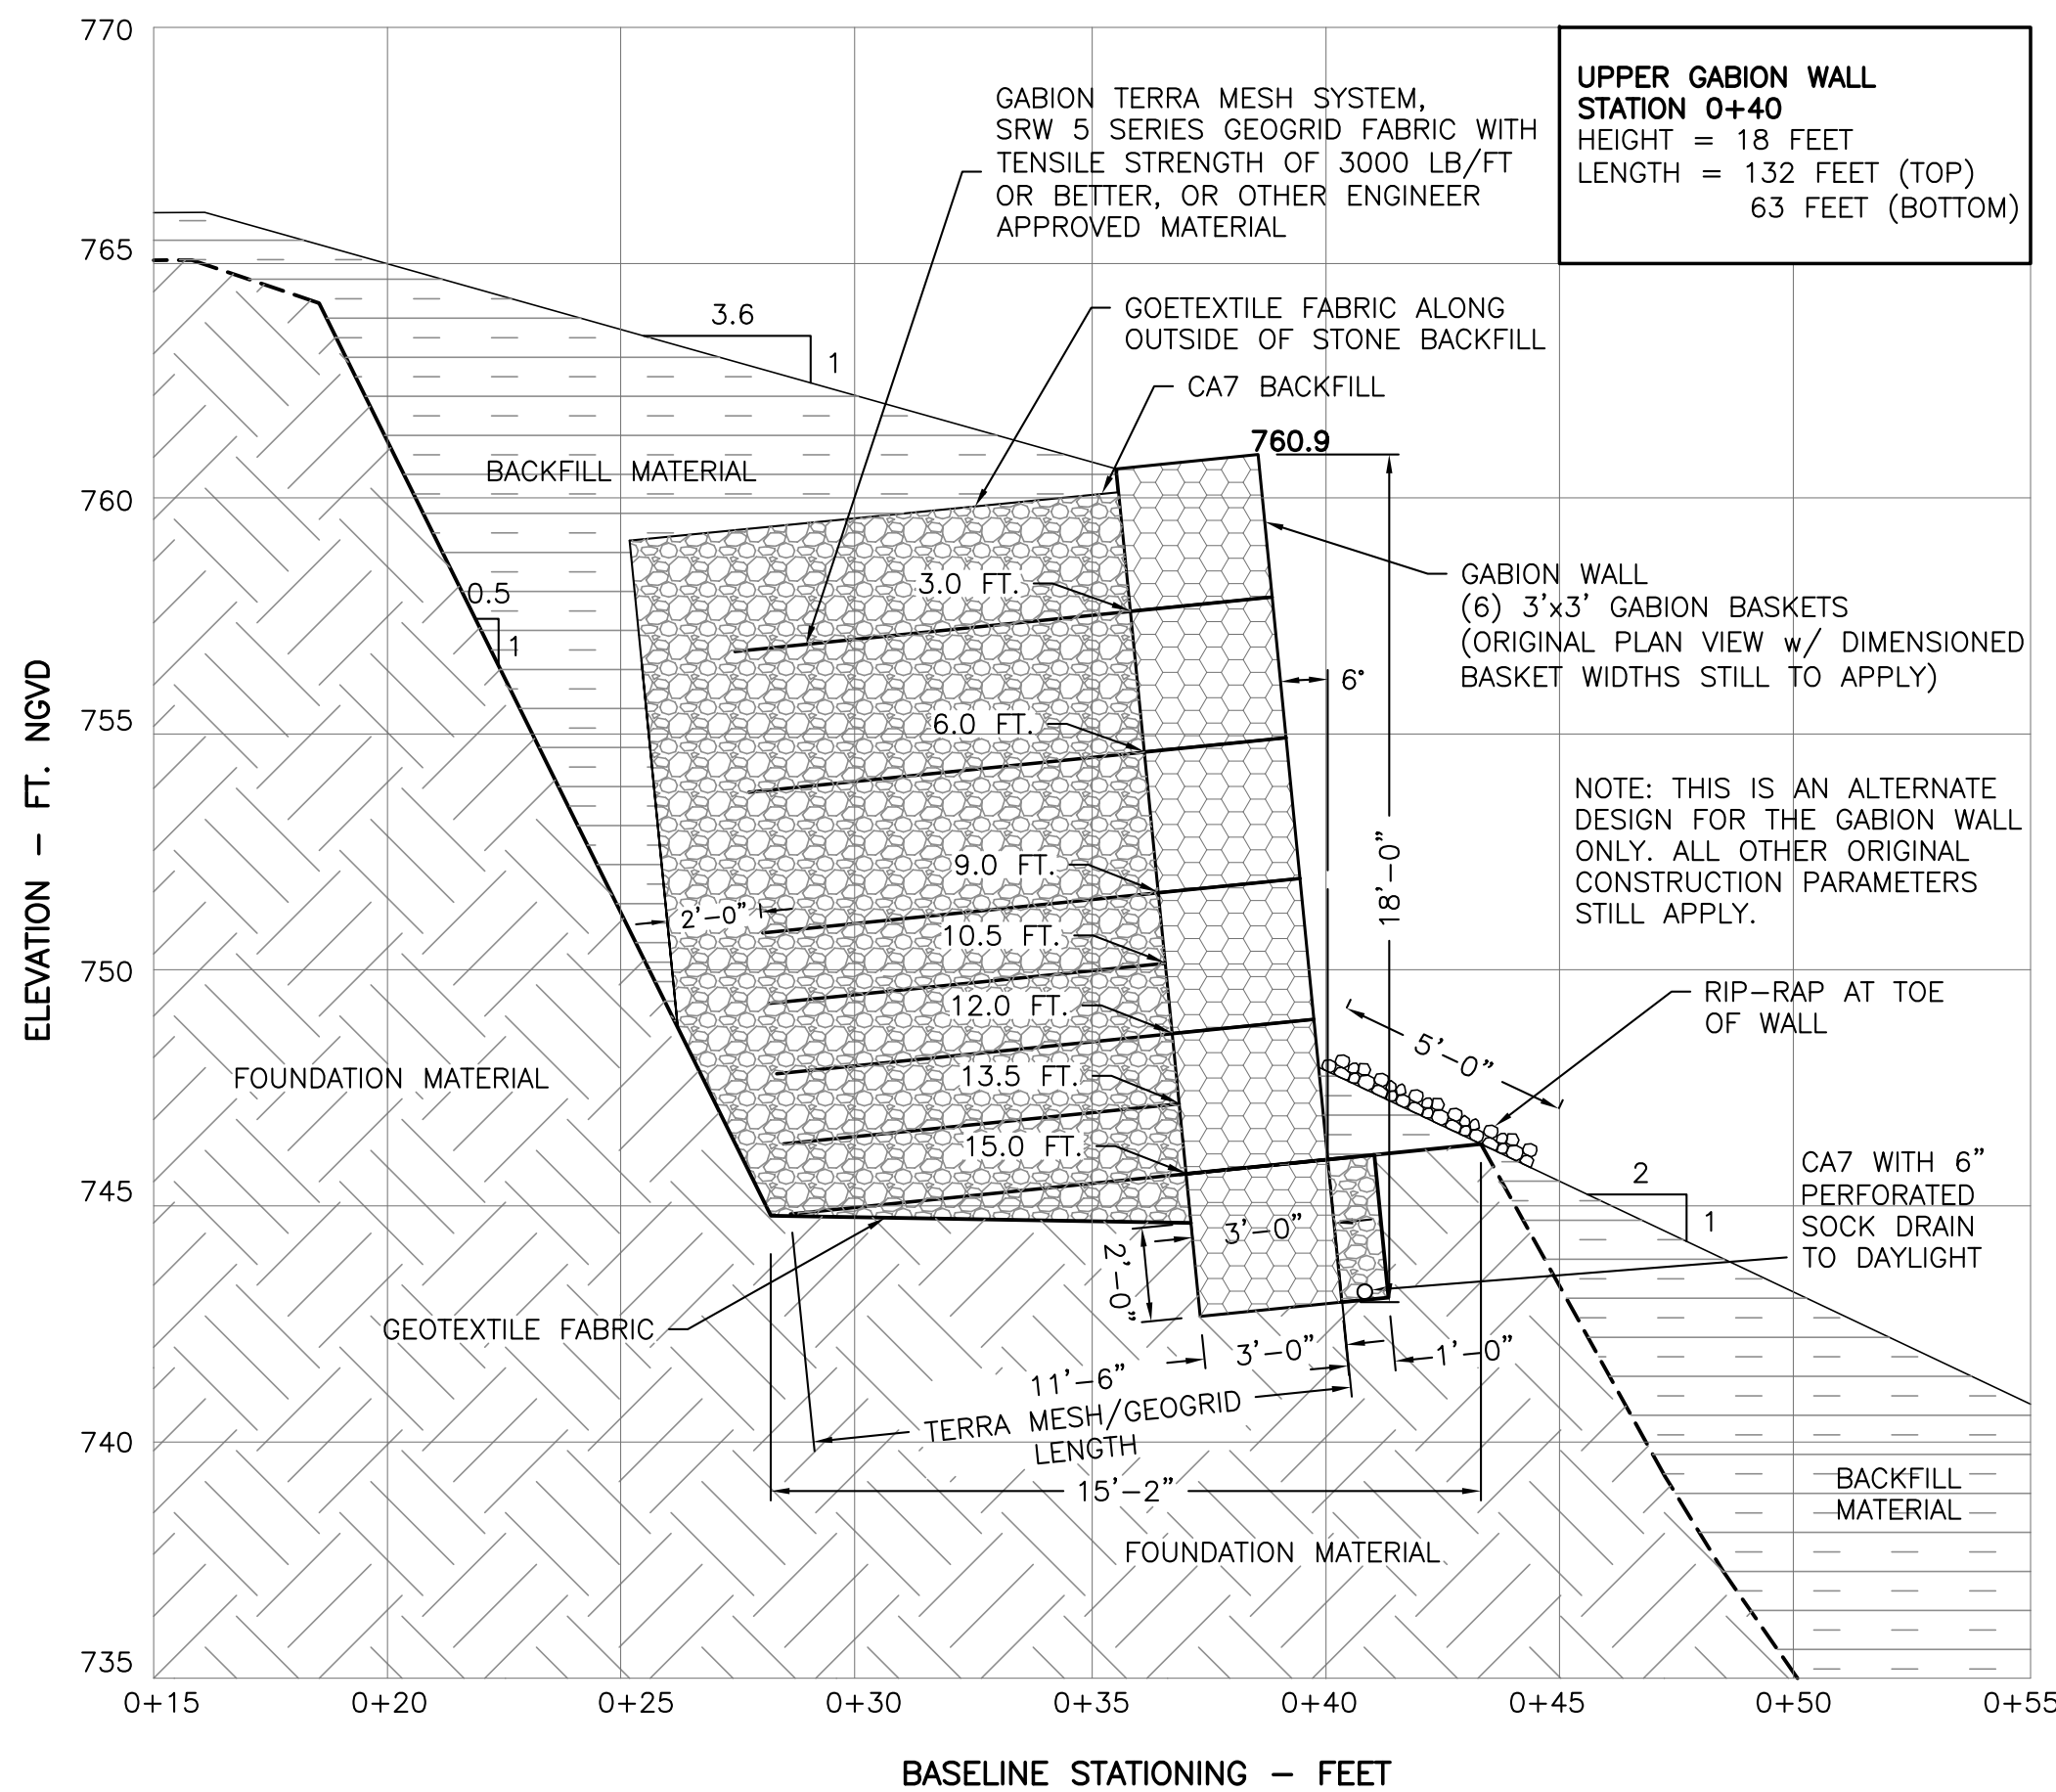 770
765
760
755
750
745
740
735
ELEVATION – FT. NGVD
0+15
0+20
0+25
0+30
0+35
0+40
0+45
0+50
0+55
BASELINE STATIONING – FEET
UPPER GABION WALL
STATION 0+40
HEIGHT = 18 FEET
LENGTH = 132 FEET (TOP)
63 FEET (BOTTOM)
GABION TERRA MESH SYSTEM,
SRW 5 SERIES GEOGRID FABRIC WITH
TENSILE STRENGTH OF 3000 LB/FT
OR BETTER, OR OTHER ENGINEER
APPROVED MATERIAL
3.6
1
GOETEXTILE FABRIC ALONG
OUTSIDE OF STONE BACKFILL
CA7 BACKFILL
760.9
BACKFILL MATERIAL
0.5
1
3.0 FT.
6.0 FT.
9.0 FT.
10.5 FT.
12.0 FT.
13.5 FT.
15.0 FT.
2'-0"
GABION WALL
(6) 3'x3' GABION BASKETS
(ORIGINAL PLAN VIEW w/ DIMENSIONED
BASKET WIDTHS STILL TO APPLY)
6°
18'-0"
NOTE: THIS IS AN ALTERNATE
DESIGN FOR THE GABION WALL
ONLY. ALL OTHER ORIGINAL
CONSTRUCTION PARAMETERS
STILL APPLY.
RIP-RAP AT TOE
OF WALL
5'-0"
FOUNDATION MATERIAL
2
1
CA7 WITH 6"
PERFORATED
SOCK DRAIN
TO DAYLIGHT
3'-0"
2'-0"
GEOTEXTILE FABRIC
3'-0"
1'-0"
11'-6"
TERRA MESH/GEOGRID
LENGTH
15'-2"
BACKFILL
MATERIAL
FOUNDATION MATERIAL